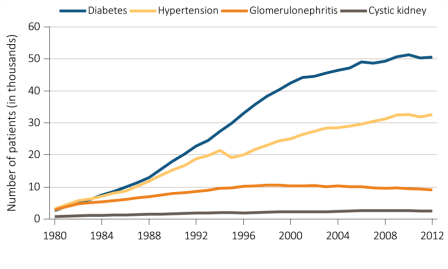 Diabetes Hypertension Glomerulonephritis Cystic kidney
Number of patients (in thousands)
60
50
40
30
20
10
0
1980 1984 1988 1992 1996 2000 2004 2008 2012